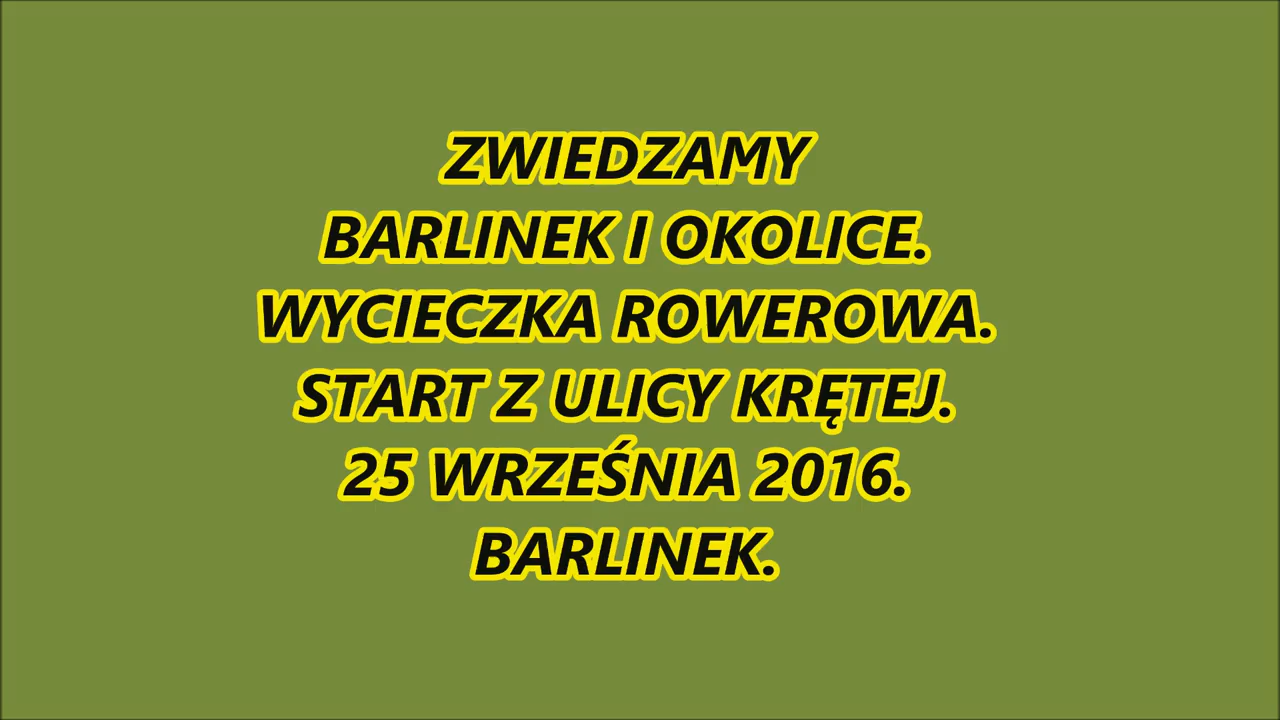 ZWIEDZAMY
BARLINEK I OKOLICE.
WYCIECZKA ROWEROWA.
START Z ULICY KRĘTEJ.
25 WRZEŚNIA 2016.
BARLINEK.